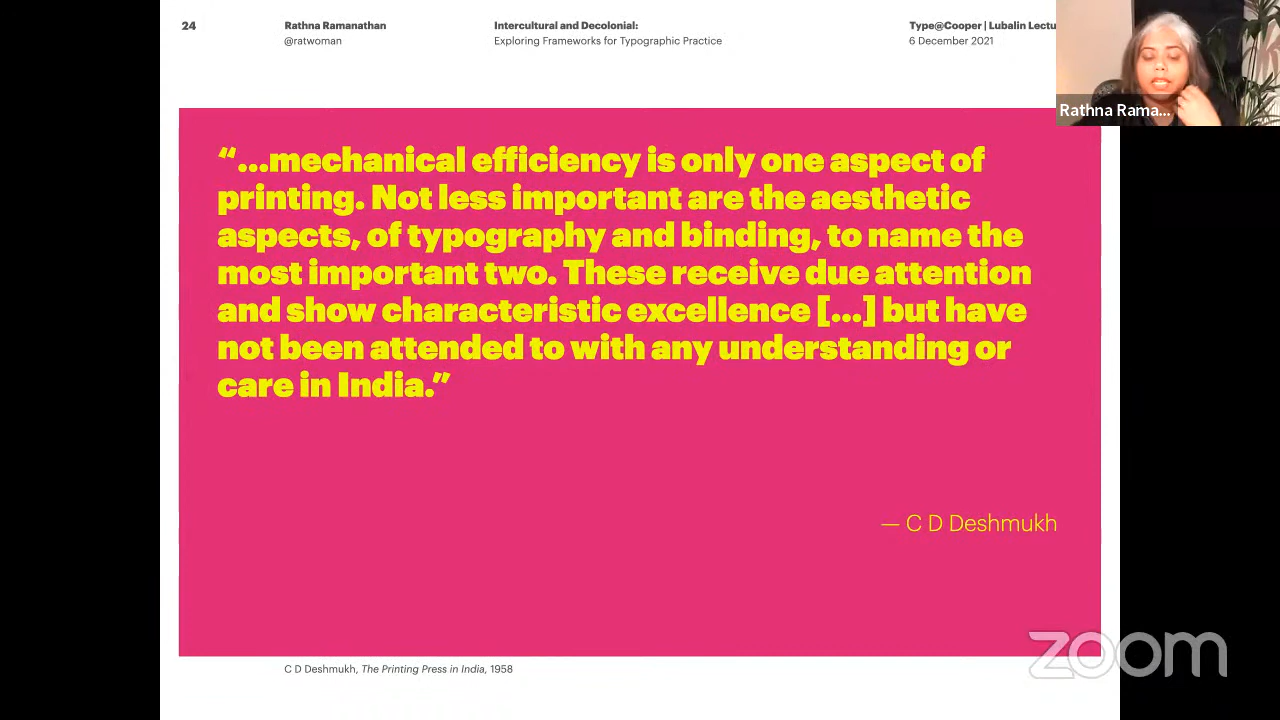 24
Rathna Ramanathan
@ratwoman
Intercultural and Decolonial:
Exploring Frameworks for Typographic Practice
Type@Cooper | Lubalin Lectu
6 December 2021
Rathna Rama...
“...mechanical efficiency is only one aspect of
printing. Not less important are the aesthetic
aspects, of typography and binding, to name the
most important two. These receive due attention
and show characteristic excellence [...] but have
not been attended to with any understanding or
care in India.”
— C D Deshmukh
C D Deshmukh, The Printing Press in India, 1958
zoom